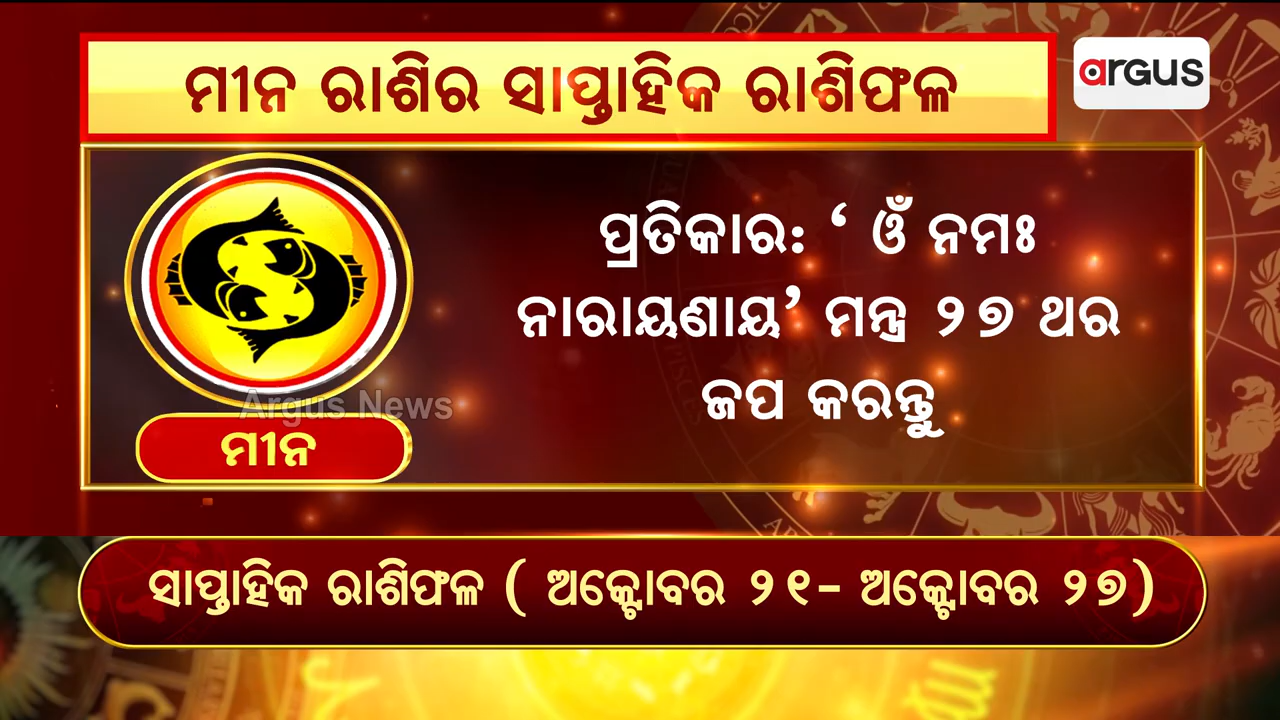 ମୀନ ରାଶିର ସାପ୍ତାହିକ ରାଶିଫଳ
argus
ପ୍ରତିକାର: ‘ ଓଁ ନମଃ
ନାରାୟଣାୟ’ ମନ୍ତ୍ର ୨୭ ଥର
ଜପ କରନ୍ତୁ
Argus News
ମୀନ
ସାପ୍ତାହିକ ରାଶିଫଳ ( ଅକ୍ଟୋବର ୨୧- ଅକ୍ଟୋବର ୨୭)